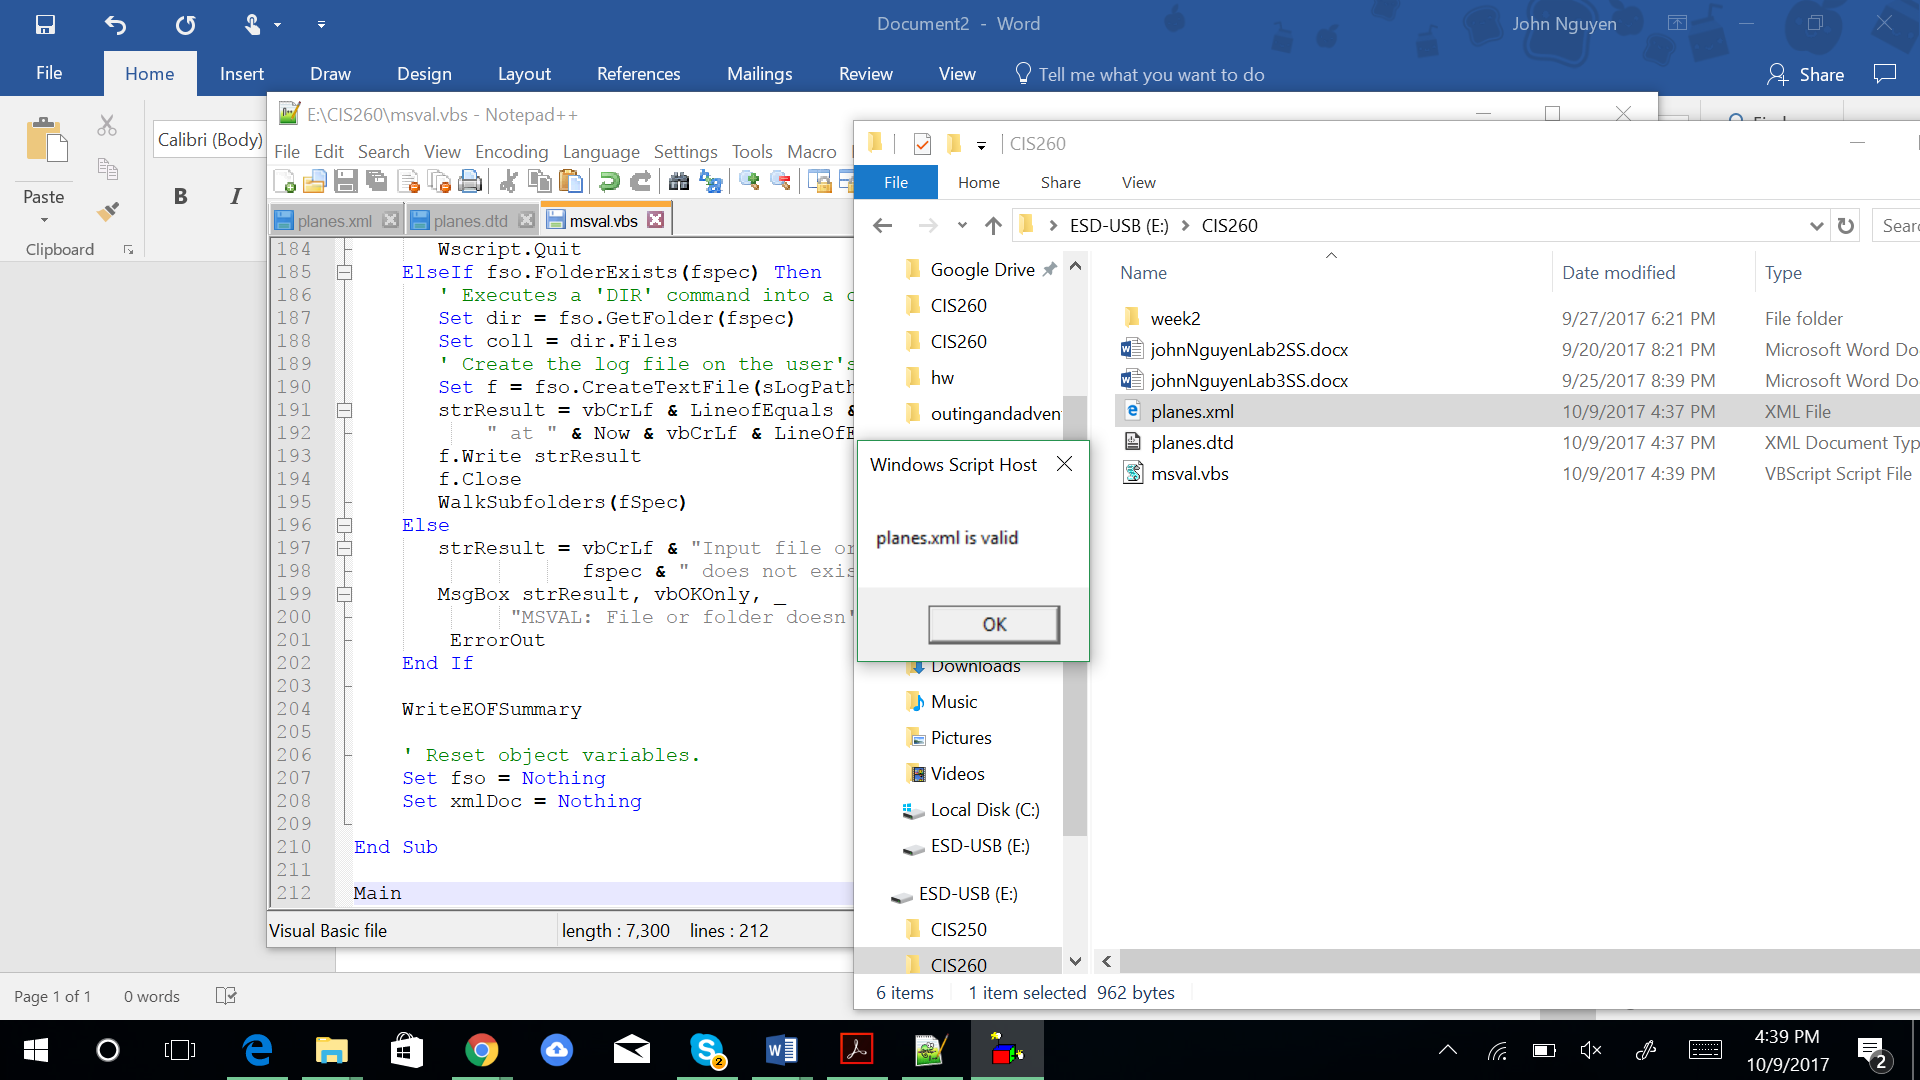 Document2 - Word
John Nguyen
File
Home
Insert
Draw
Design
Layout
References
Mailings
Review
View
Tell me what you want to do
Share
Paste
Clipboard
Calibri (Body)
B
I
E:\CIS260\msval.vbs - Notepad++
File Edit Search View Encoding Language Settings Tools Macro
planes.xml
planes.dtd
msval.vbs
184 Wscript.Quit
185 ElseIf fso.FolderExists(fspec) Then
186 ' Executes a 'DIR' command into a
187 Set dir = fso.GetFolder(fspec)
188 Set coll = dir.Files
189 ' Create the log file on the user's
190 Set f = fso.CreateTextFile(sLogPath
191 strResult = vbCrLf & LineofEquals &
192 " at " & Now & vbCrLf & LineOfE
193 f.Write strResult
194 f.Close
195 WalkSubfolders(fSpec)
196 Else
197 strResult = vbCrLf & "Input file or
198 fspec & " does not exis
199 MsgBox strResult, vbOKOnly, _
200 "MSVAL: File or folder doesn'
201 ErrorOut
202 End If
203
204 WriteEOFSummary
205
206 ' Reset object variables.
207 Set fso = Nothing
208 Set xmlDoc = Nothing
209
210 End Sub
211
212 Main
Visual Basic file
length : 7,300 lines : 212
Page 1 of 1
0 words
CIS260
File
Home
Share
View
ESD-USB (E:) > CIS260
Sear
Google Drive
CIS260
CIS260
hw
outingandadven
Downloads
Music
Pictures
Videos
Local Disk (C:)
ESD-USB (E:)
ESD-USB (E:)
CIS250
CIS260
Name Date modified Type
week2 9/27/2017 6:21 PM File folder
johnNguyenLab2SS.docx 9/20/2017 8:21 PM Microsoft Word Do
johnNguyenLab3SS.docx 9/25/2017 8:39 PM Microsoft Word Do
planes.xml 10/9/2017 4:37 PM XML File
planes.dtd 10/9/2017 4:37 PM XML Document Typ
msval.vbs 10/9/2017 4:39 PM VBScript Script File
6 items 1 item selected 962 bytes
Windows Script Host
planes.xml is valid
OK
2
4:39 PM
10/9/2017
2